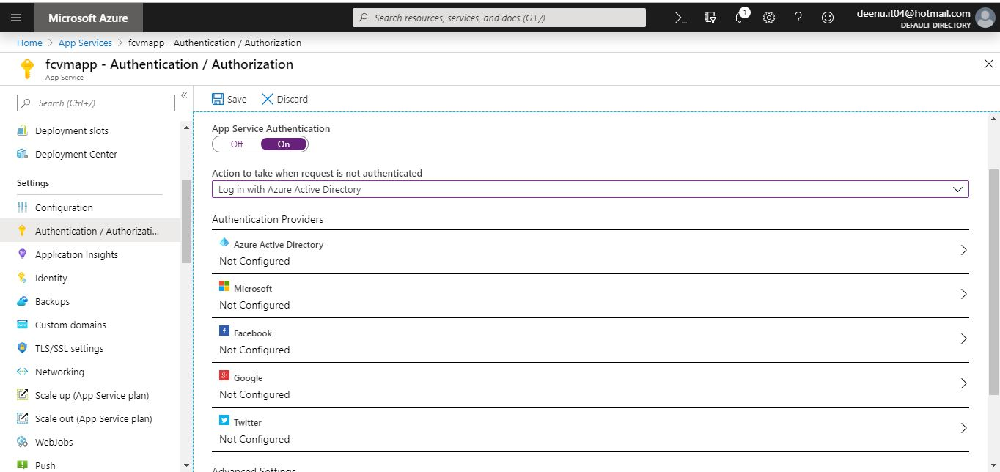 Microsoft Azure
Search resources, services, and docs (G+/)
1
deenu.it04@hotmail.com
DEFAULT DIRECTORY
Home > App Services > fcvmapp - Authentication / Authorization
fcvmapp - Authentication / Authorization
App Service
Search (Ctrl+/)
Deployment slots
Deployment Center
Settings
Configuration
Authentication / Authorizati...
Application Insights
Identity
Backups
Custom domains
TLS/SSL settings
Networking
Scale up (App Service plan)
Scale out (App Service plan)
WebJobs
Push
Save
Discard
App Service Authentication
Off
On
Action to take when request is not authenticated
Log in with Azure Active Directory
Authentication Providers
Azure Active Directory
Not Configured
Microsoft
Not Configured
Facebook
Not Configured
Google
Not Configured
Twitter
Not Configured
Advanced Settings